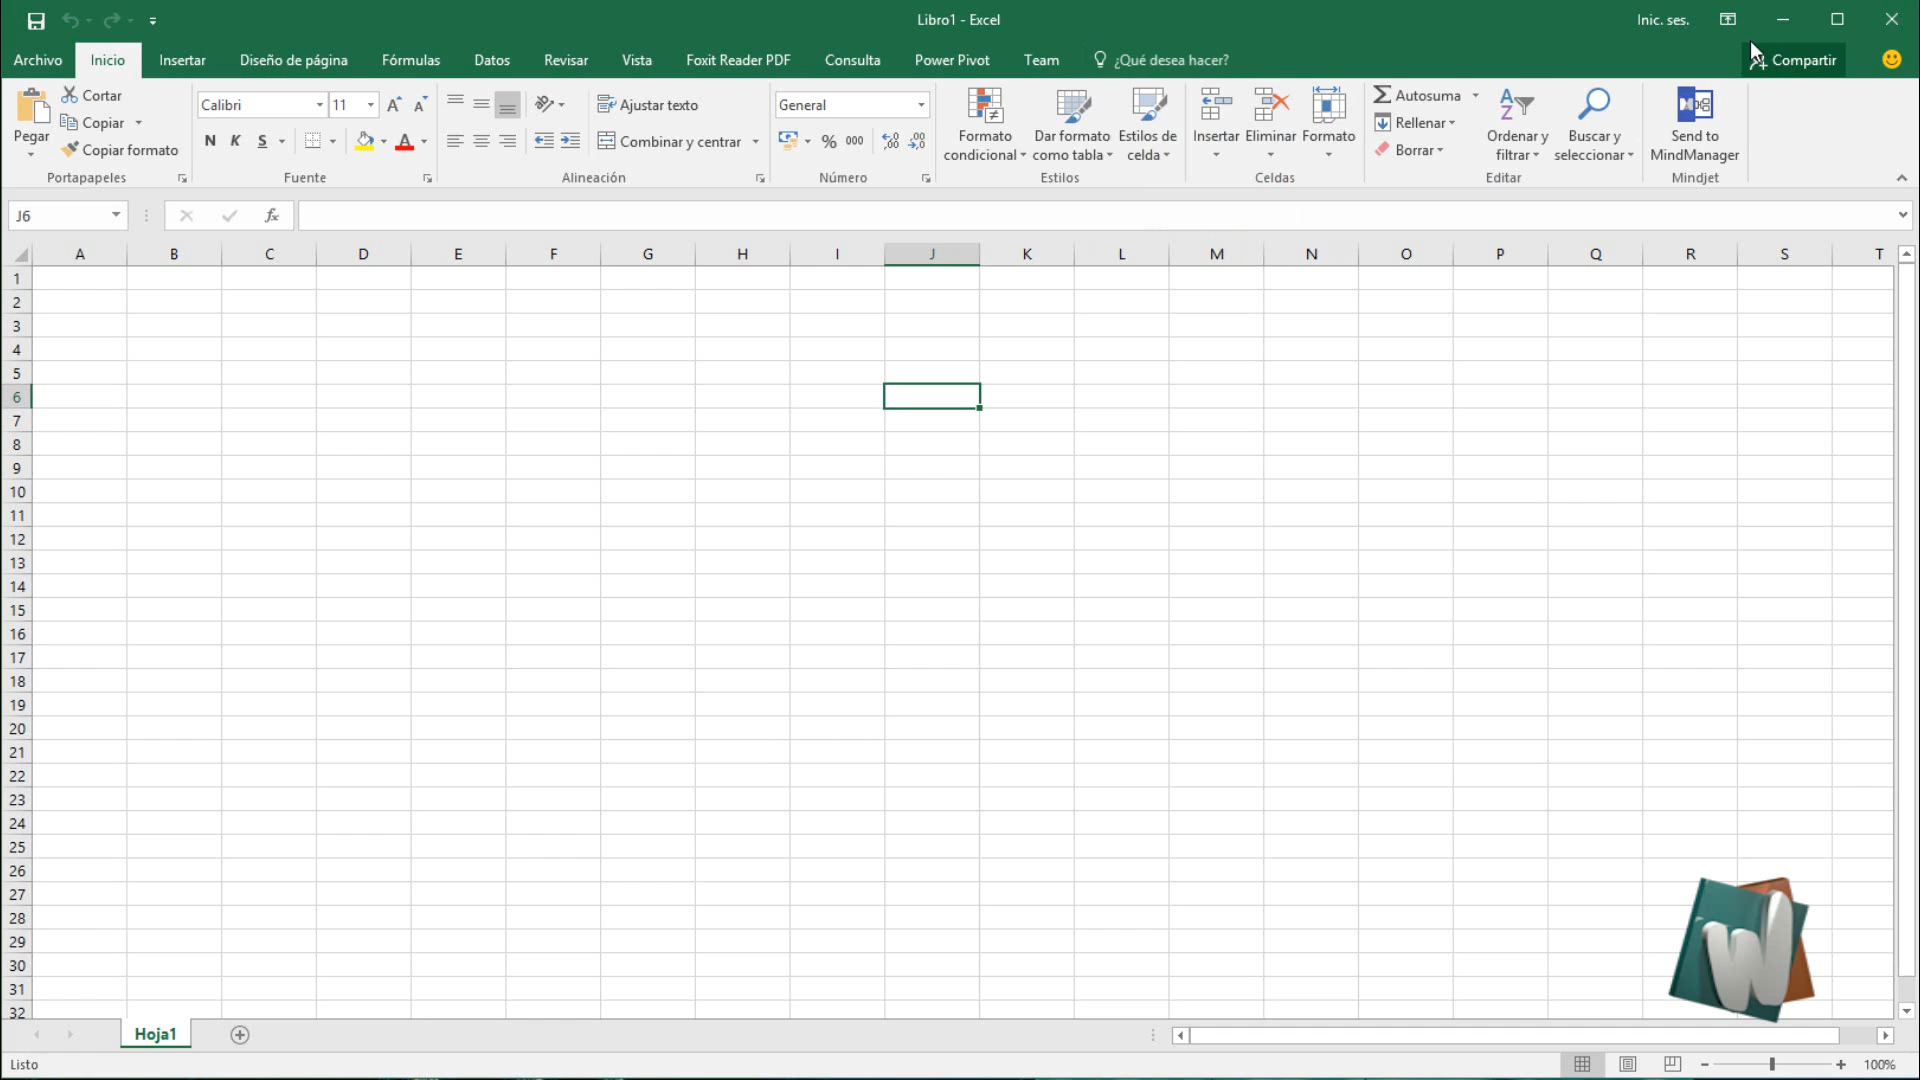 Libro1 - Excel
Inic. ses.
Archivo Inicio Insertar Diseño de página Fórmulas Datos Revisar Vista Foxit Reader PDF Consulta Power Pivot Team ¿Qué desea hacer? Compartir
Pegar
Cortar
Copiar
Copiar formato
Portapapeles
Calibri 11
N K S A
Fuente
Ajustar texto
Combinar y centrar
Alineación
General
% 000
Número
Formato
condicional
Dar formato
como tabla
Estilos de
celda
Estilos
Insertar Eliminar Formato
Celdas
Autosuma
Rellenar
Borrar
Ordenar y
filtrar
Buscar y
seleccionar
Editar
Send to
MindManager
Mindjet
J6 fx
A B C D E F G H I J K L M N O P Q R S T
1
2
3
4
5
6
7
8
9
10
11
12
13
14
15
16
17
18
19
20
21
22
23
24
25
26
27
28
29
30
31
32
W
Hoja1
Listo
100%